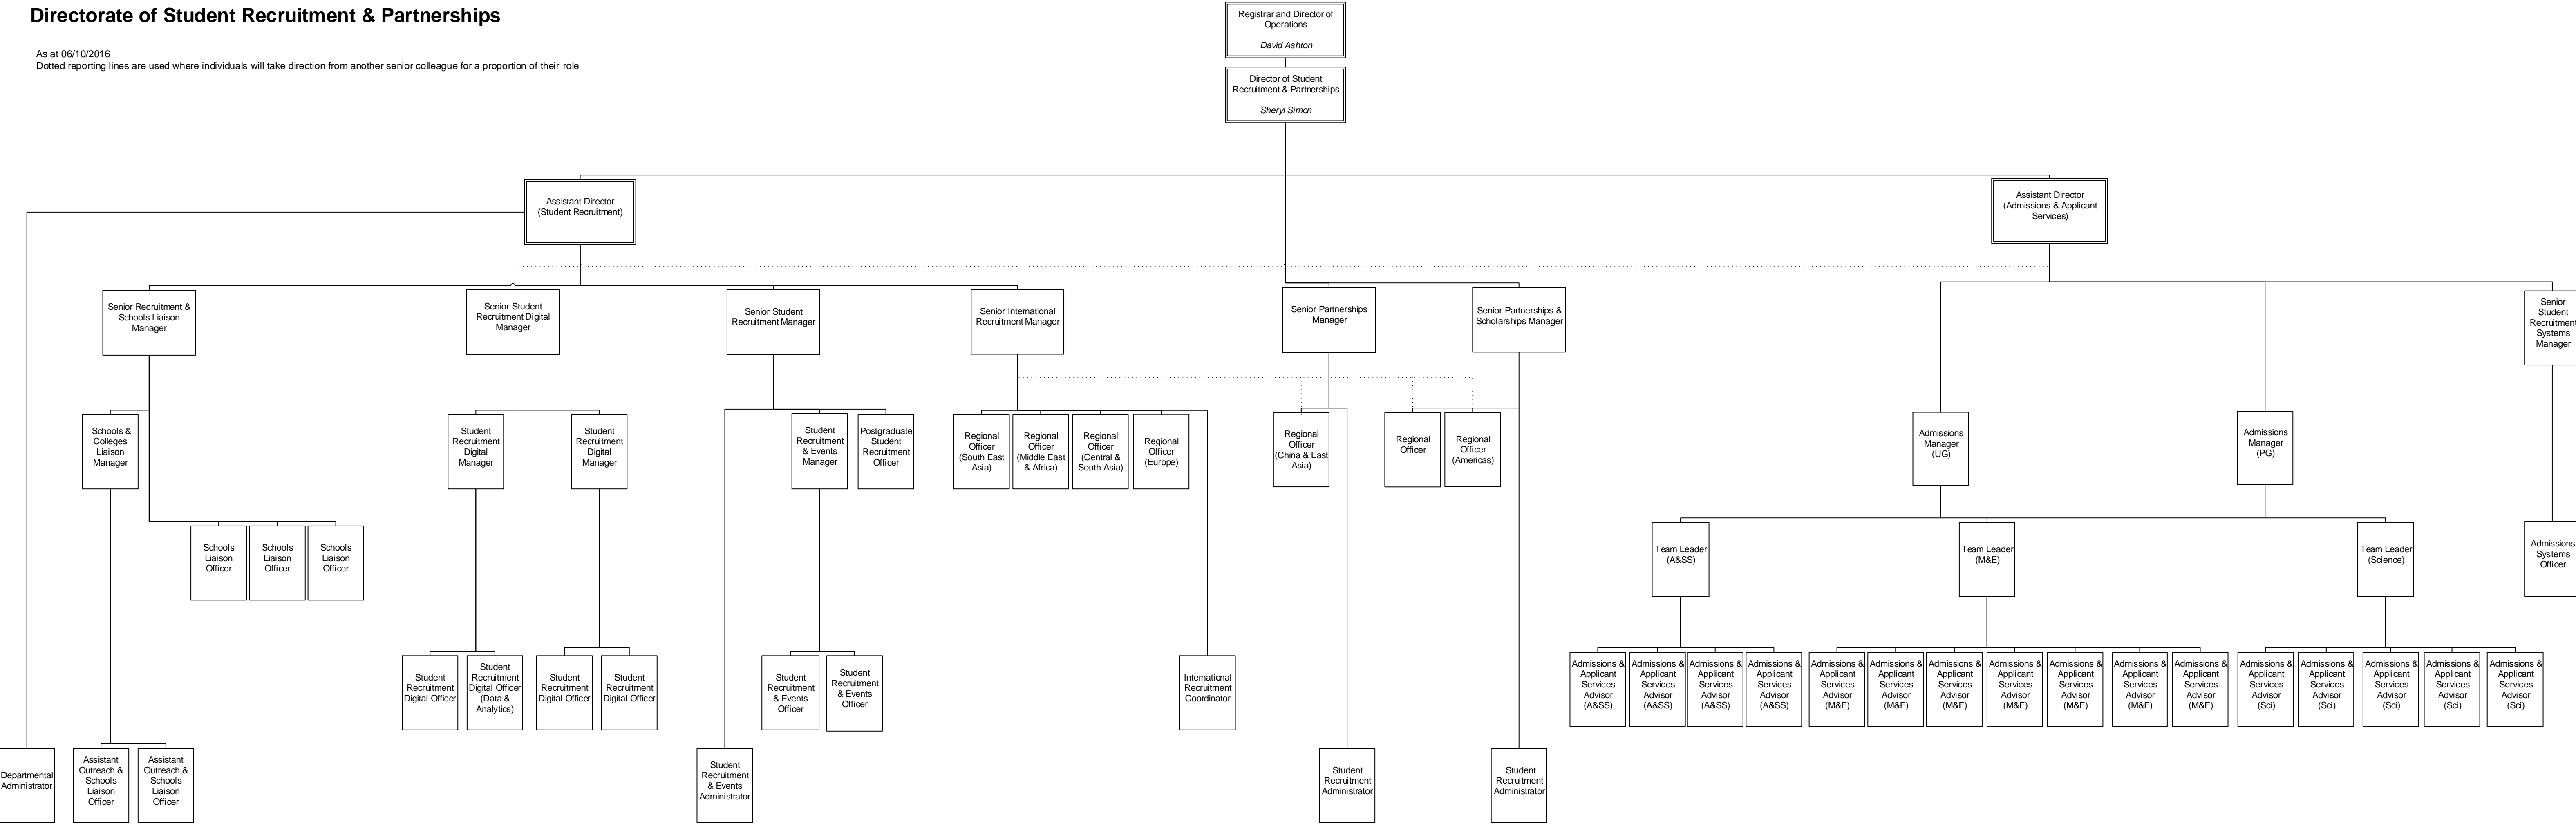 Directorate of Student Recruitment & Partnerships
As at 06/10/2016
Dotted reporting lines are used where individuals will take direction from another senior colleague for a proportion of their role
Registrar and Director of
Operations
David Ashton
Director of Student
Recruitment & Partnerships
Sheryl Simon
Assistant Director
(Student Recruitment)
Assistant Director
(Admissions & Applicant
Services)
Senior Recruitment &
Schools Liaison
Manager
Senior Student
Recruitment Digital
Manager
Senior Student
Recruitment Manager
Senior International
Recruitment Manager
Senior Partnerships
Manager
Senior Partnerships &
Scholarships Manager
Senior
Student
Recruitment
Systems
Manager
Schools &
Colleges
Liaison
Manager
Student
Recruitment
Digital
Manager
Student
Recruitment
Digital
Manager
Student
Recruitment
& Events
Manager
Postgraduate
Student
Recruitment
Officer
Regional
Officer
(South East
Asia)
Regional
Officer
(Middle East
& Africa)
Regional
Officer
(Central &
South Asia)
Regional
Officer
(Europe)
Regional
Officer
(China & East
Asia)
Regional
Officer
Regional
Officer
(Americas)
Admissions
Manager
(UG)
Admissions
Manager
(PG)
Schools
Liaison
Officer
Schools
Liaison
Officer
Schools
Liaison
Officer
Team Leader
(A&SS)
Team Leader
(M&E)
Team Leader
(Science)
Admissions
Systems
Officer
Student
Recruitment
Digital Officer
Student
Recruitment
Digital Officer
(Data &
Analytics)
Student
Recruitment
Digital Officer
Student
Recruitment
Digital Officer
Student
Recruitment
& Events
Officer
Student
Recruitment
& Events
Officer
International
Recruitment
Coordinator
Admissions &
Applicant
Services
Advisor
(A&SS)
Admissions &
Applicant
Services
Advisor
(A&SS)
Admissions &
Applicant
Services
Advisor
(A&SS)
Admissions &
Applicant
Services
Advisor
(A&SS)
Admissions &
Applicant
Services
Advisor
(M&E)
Admissions &
Applicant
Services
Advisor
(M&E)
Admissions &
Applicant
Services
Advisor
(M&E)
Admissions &
Applicant
Services
Advisor
(M&E)
Admissions &
Applicant
Services
Advisor
(M&E)
Admissions &
Applicant
Services
Advisor
(M&E)
Admissions &
Applicant
Services
Advisor
(M&E)
Admissions &
Applicant
Services
Advisor
(Sci)
Admissions &
Applicant
Services
Advisor
(Sci)
Admissions &
Applicant
Services
Advisor
(Sci)
Admissions &
Applicant
Services
Advisor
(Sci)
Admissions &
Applicant
Services
Advisor
(Sci)
Departmental
Administrator
Assistant
Outreach &
Schools
Liaison
Officer
Assistant
Outreach &
Schools
Liaison
Officer
Student
Recruitment
& Events
Administrator
Student
Recruitment
Administrator
Student
Recruitment
Administrator